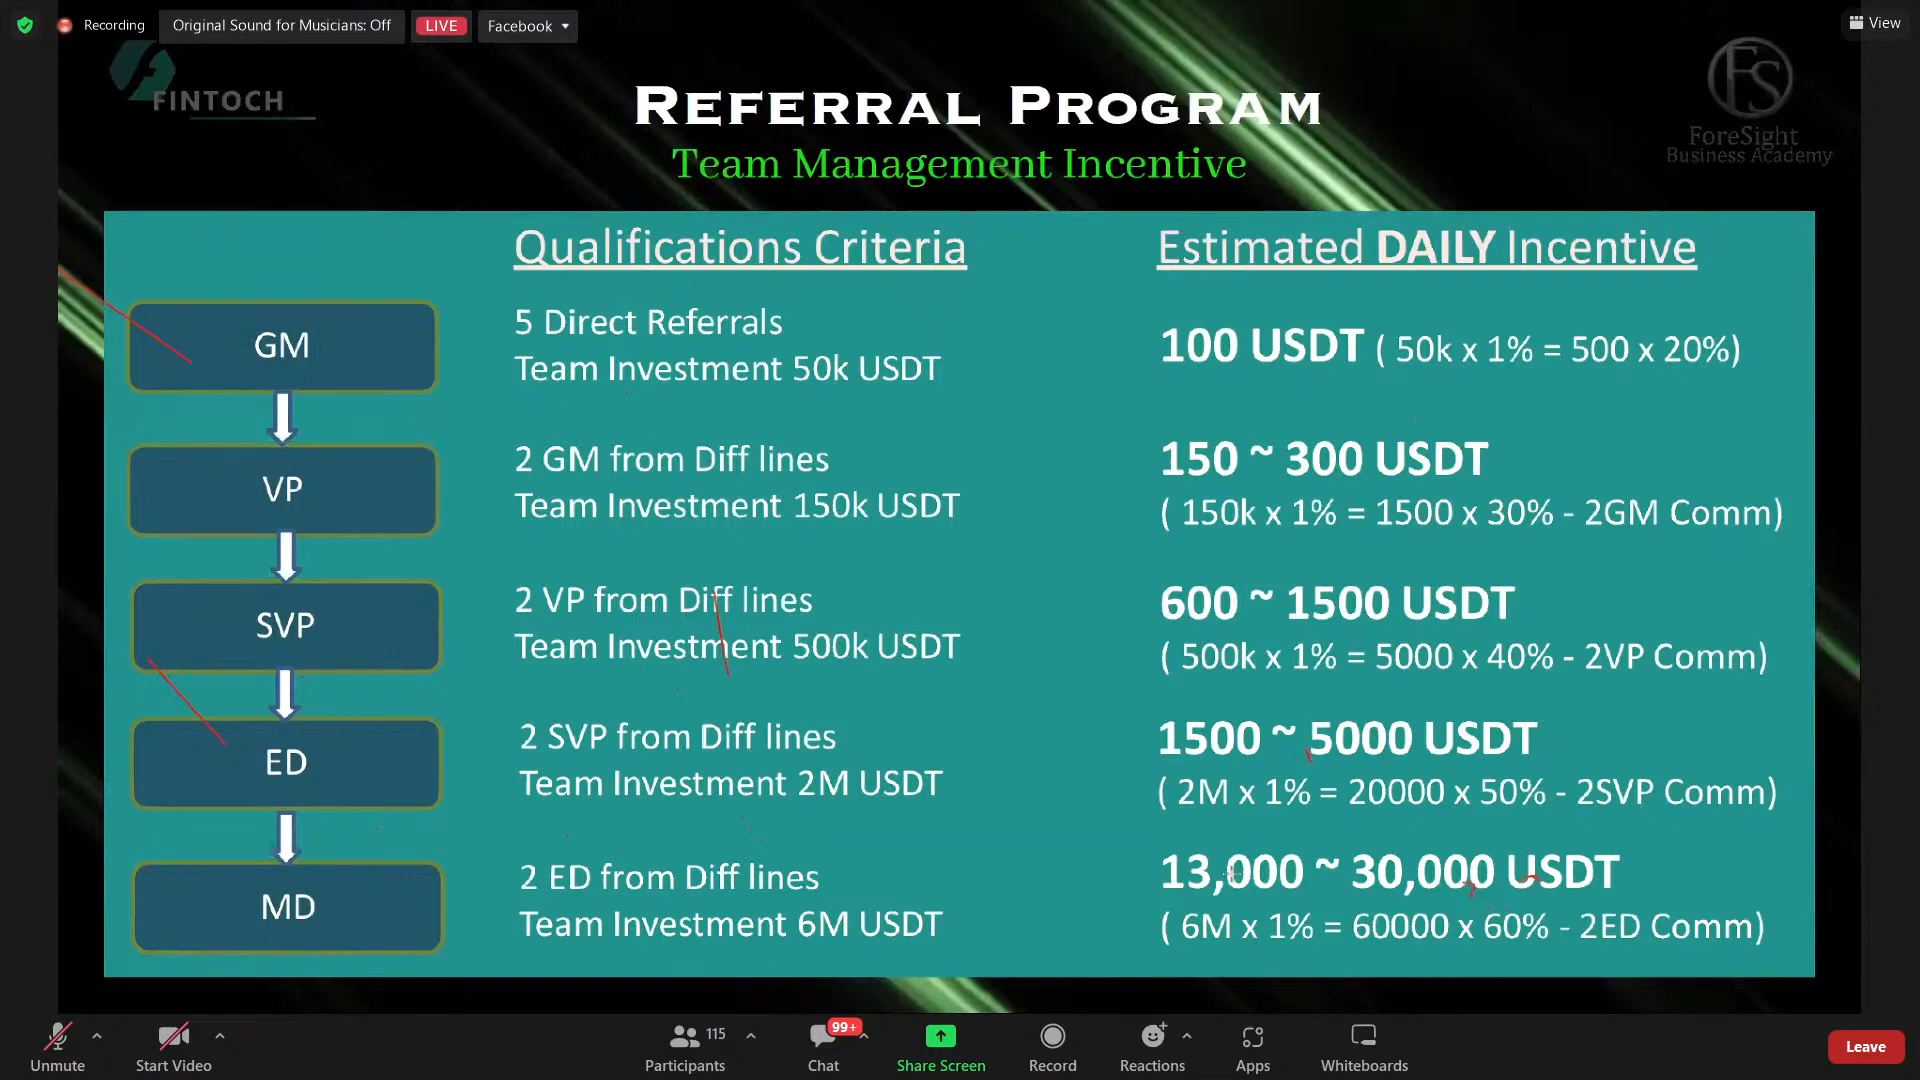 Recording
Original Sound for Musicians: Off
LIVE
Facebook
View
FINTOCH
FS
ForeSight
Business Academy
REFERRAL PROGRAM
Team Management Incentive
Qualifications Criteria
Estimated DAILY Incentive
GM
5 Direct Referrals
Team Investment 50k USDT
100 USDT ( 50k x 1% = 500 x 20%)
VP
2 GM from Diff lines
Team Investment 150k USDT
150 ~ 300 USDT
( 150k x 1% = 1500 x 30% - 2GM Comm)
SVP
2 VP from Diff lines
Team Investment 500k USDT
600 ~ 1500 USDT
( 500k x 1% = 5000 x 40% - 2VP Comm)
ED
2 SVP from Diff lines
Team Investment 2M USDT
1500 ~ 5000 USDT
( 2M x 1% = 20000 x 50% - 2SVP Comm)
MD
2 ED from Diff lines
Team Investment 6M USDT
13,000 ~ 30,000 USDT
( 6M x 1% = 60000 x 60% - 2ED Comm)
Unmute
Start Video
115
Participants
99+
Chat
Share Screen
Record
Reactions
Apps
Whiteboards
Leave